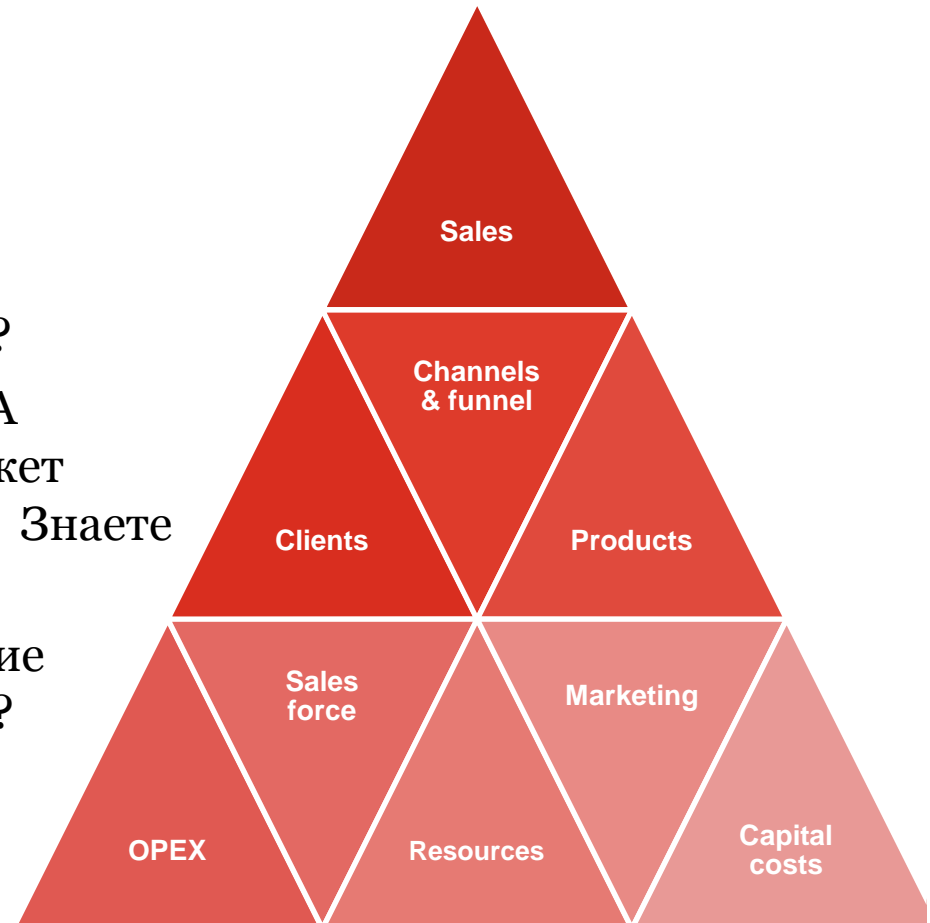 ?
А
кет
Знаете
ие
?
Sales
Channels
& funnel
Clients
Products
Sales
force
Marketing
OPEX
Resources
Capital
costs